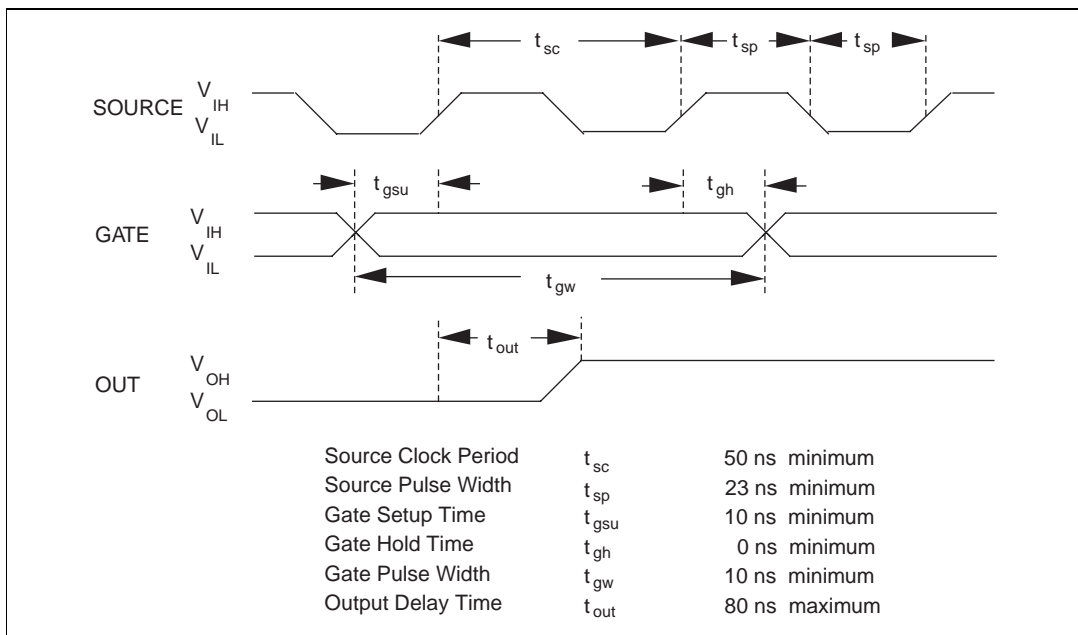 t sc t sp t sp
SOURCE V IH
V IL
t gsu t gh
GATE V IH
V IL
t gw
t out
OUT V OH
V OL
Source Clock Period t sc 50 ns minimum
Source Pulse Width t sp 23 ns minimum
Gate Setup Time t gsu 10 ns minimum
Gate Hold Time t gh 0 ns minimum
Gate Pulse Width t gw 10 ns minimum
Output Delay Time t out 80 ns maximum